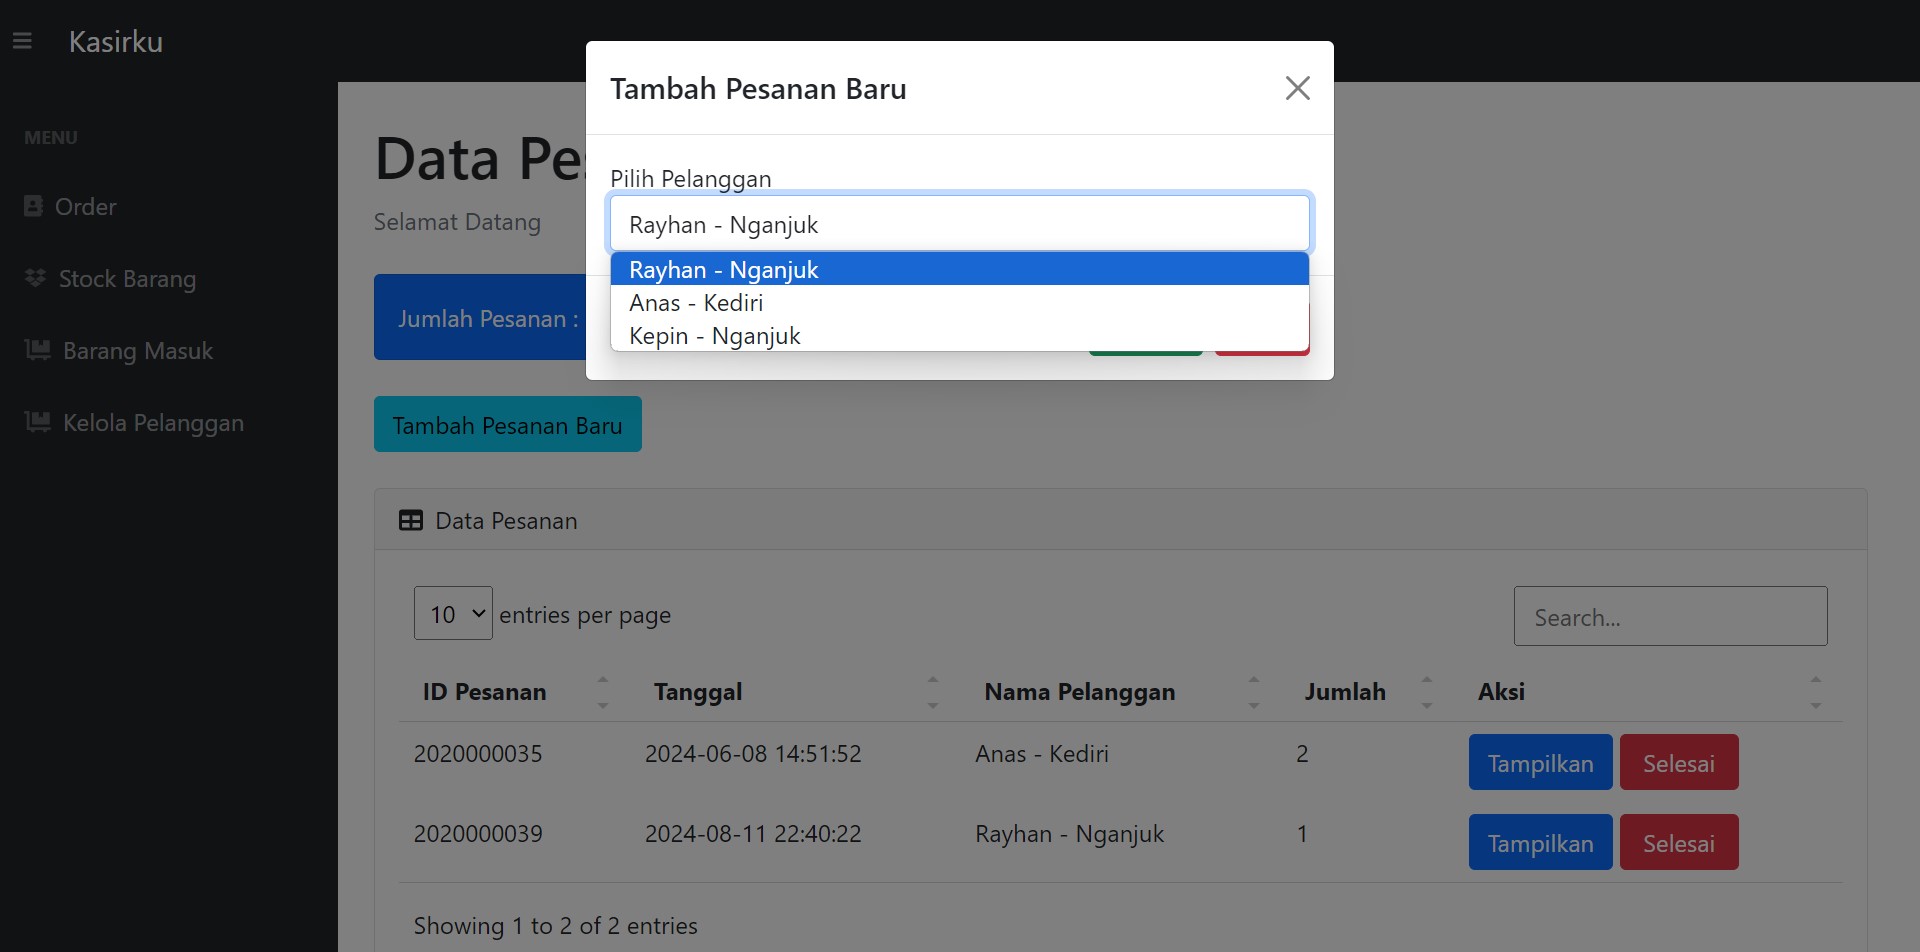 Kasirku
MENU
Order
Stock Barang
Barang Masuk
Kelola Pelanggan
Tambah Pesanan Baru
Pilih Pelanggan
Rayhan - Nganjuk
Rayhan - Nganjuk
Anas - Kediri
Kepin - Nganjuk
Data
Selamat Datang
Jumlah Pesanan :
Tambah Pesanan Baru
Data Pesanan
10 entries per page
Search...
ID Pesanan Tanggal Nama Pelanggan Jumlah Aksi
2020000035 2024-06-08 14:51:52 Anas - Kediri 2 Tampilkan Selesai
2020000039 2024-08-11 22:40:22 Rayhan - Nganjuk 1 Tampilkan Selesai
Showing 1 to 2 of 2 entries